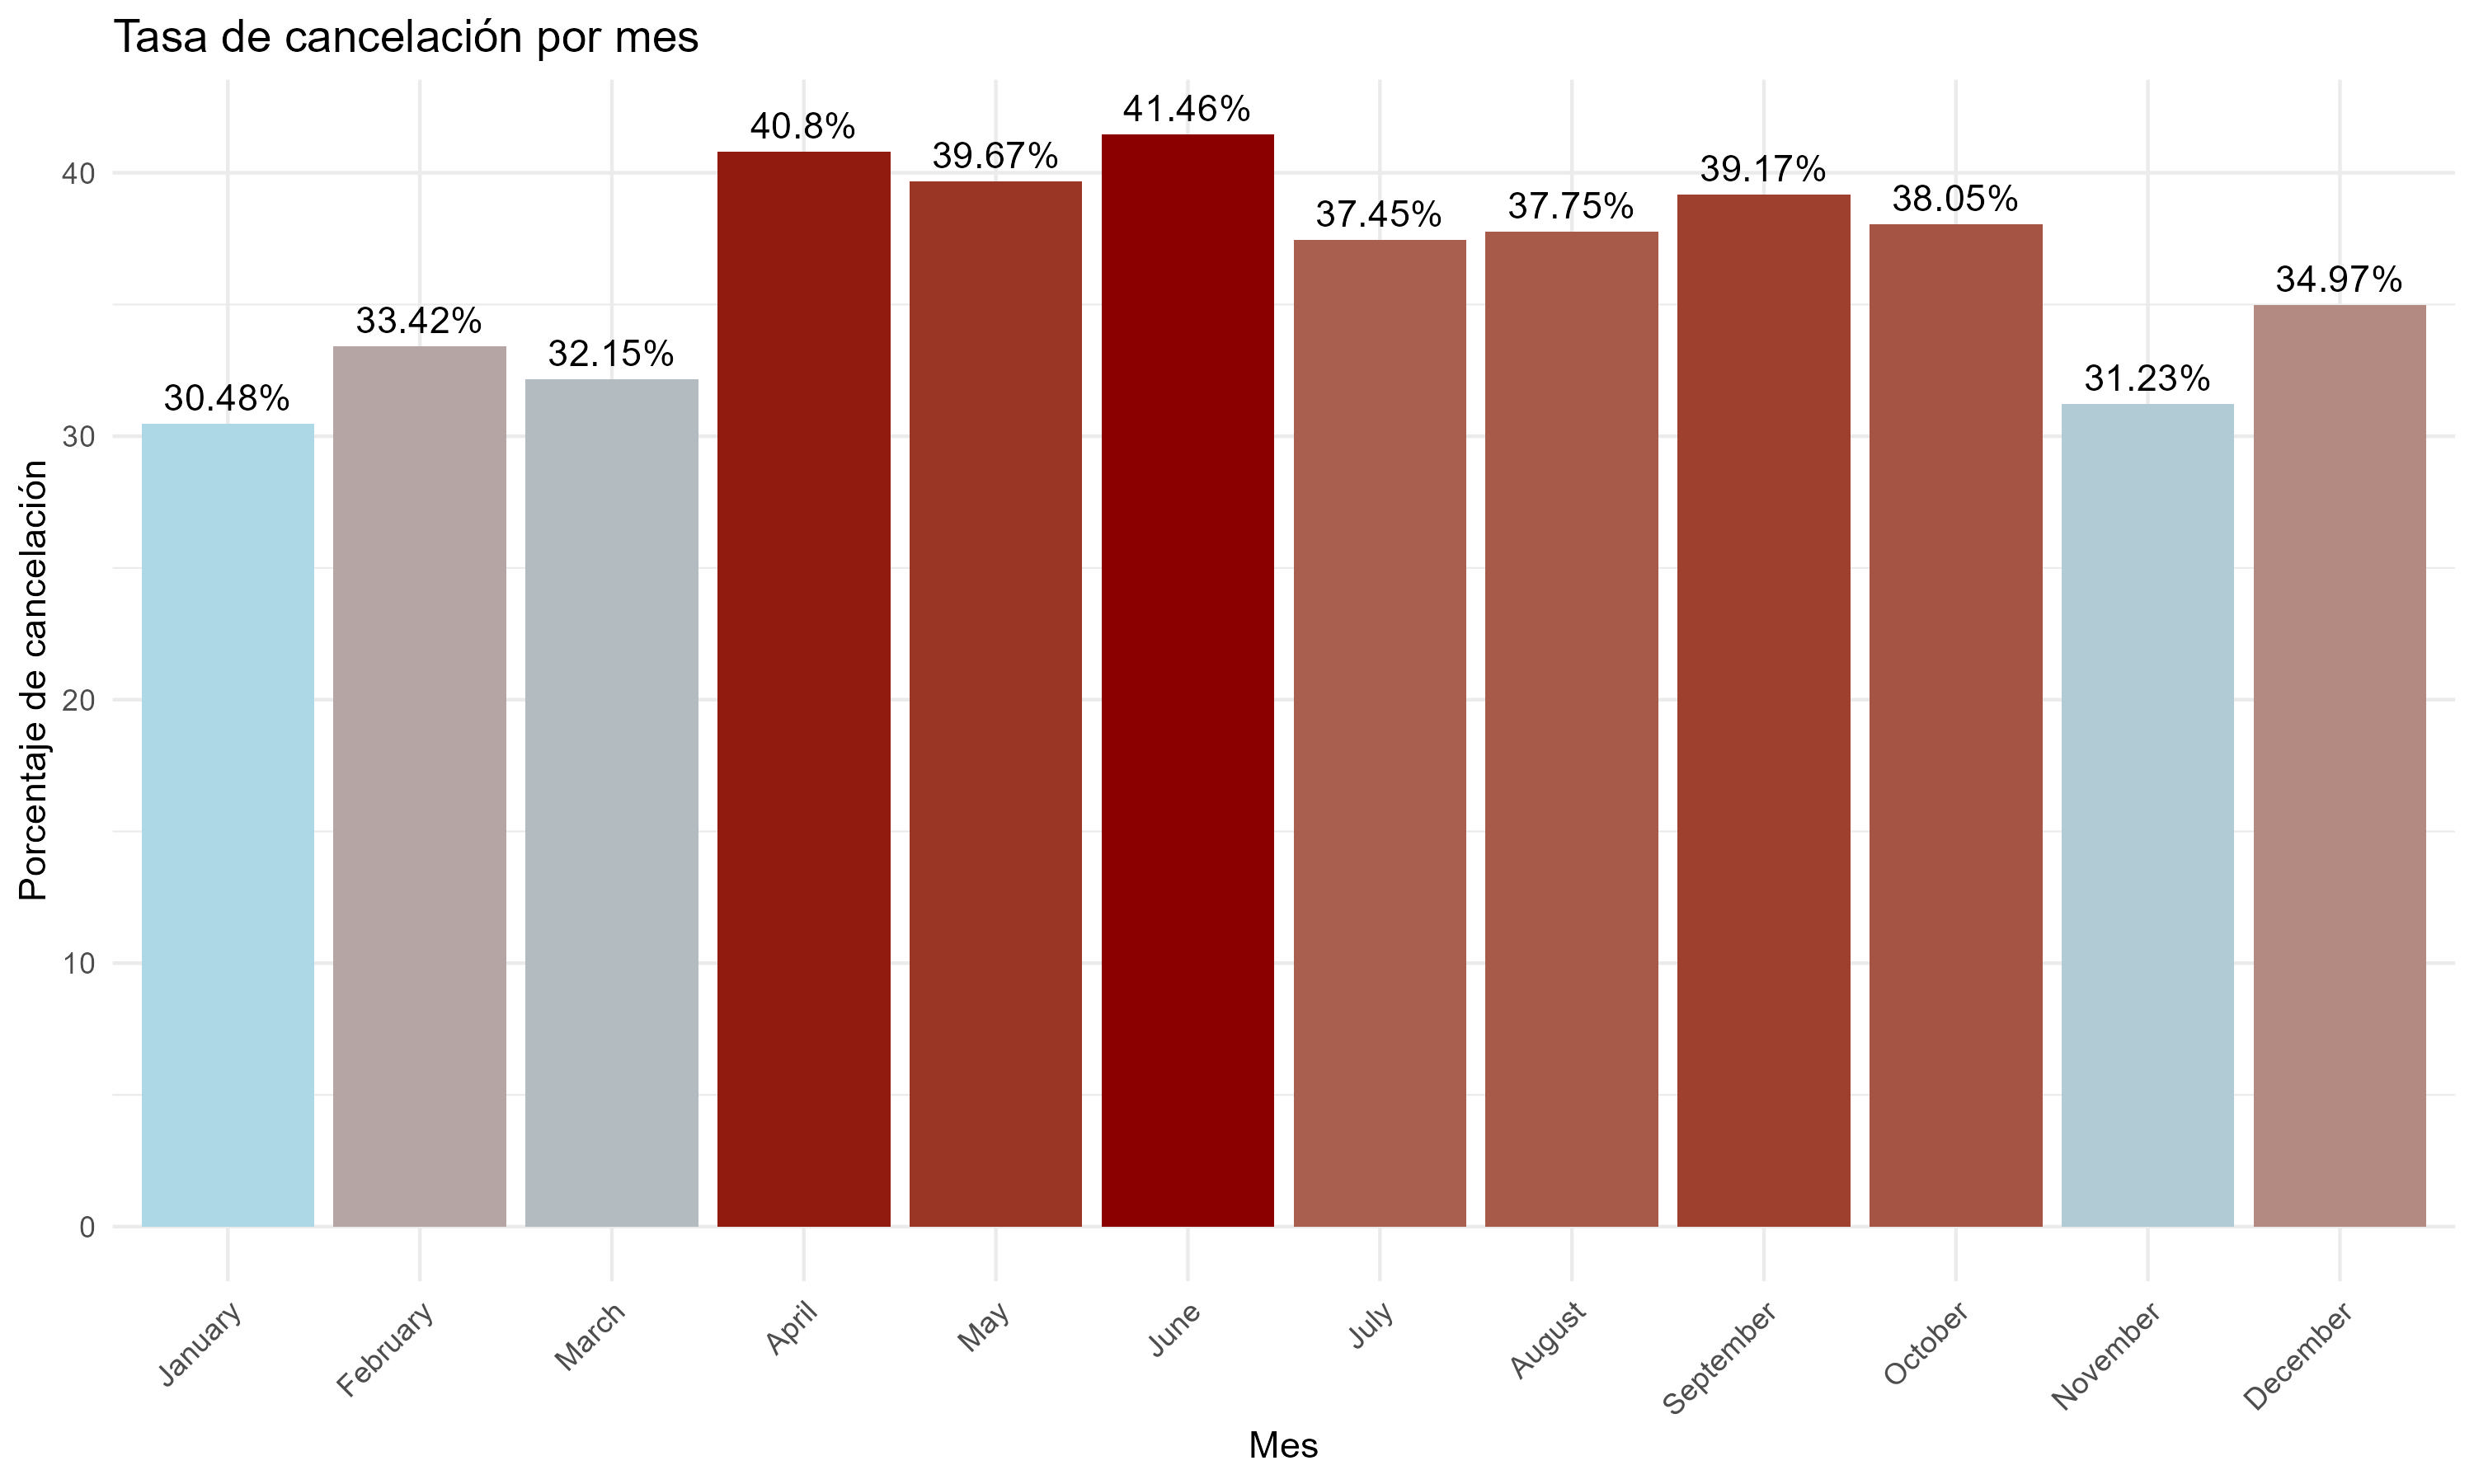 Tasa de cancelación por mes
Porcentaje de cancelación
40
30
20
10
0
30.48%
33.42%
32.15%
40.8%
39.67%
41.46%
37.45%
37.75%
39.17%
38.05%
31.23%
34.97%
January
February
March
April
May
June
July
August
September
October
November
December
Mes